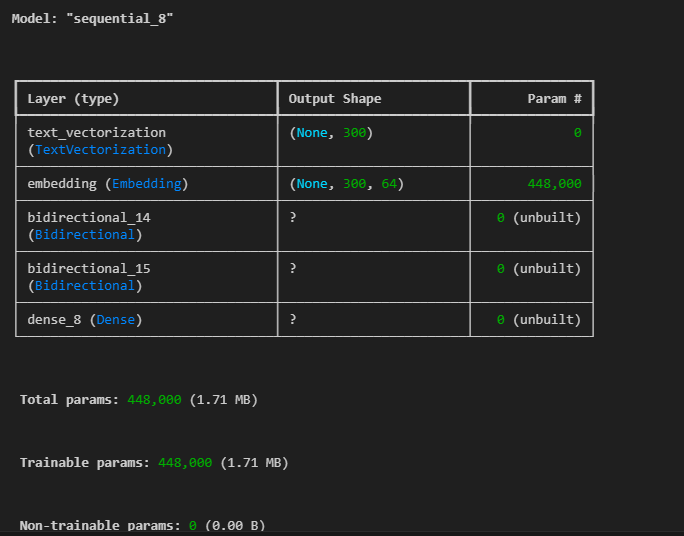 Model: "sequential_8"
Layer (type) Output Shape Param #
text_vectorization (None, 300) 0
(TextVectorization)
embedding (Embedding) (None, 300, 64) 448,000
bidirectional_14 ? 0 (unbuilt)
(Bidirectional)
bidirectional_15 ? 0 (unbuilt)
(Bidirectional)
dense_8 (Dense) ? 0 (unbuilt)
Total params: 448,000 (1.71 MB)
Trainable params: 448,000 (1.71 MB)
Non-trainable params: 0 (0.00 B)